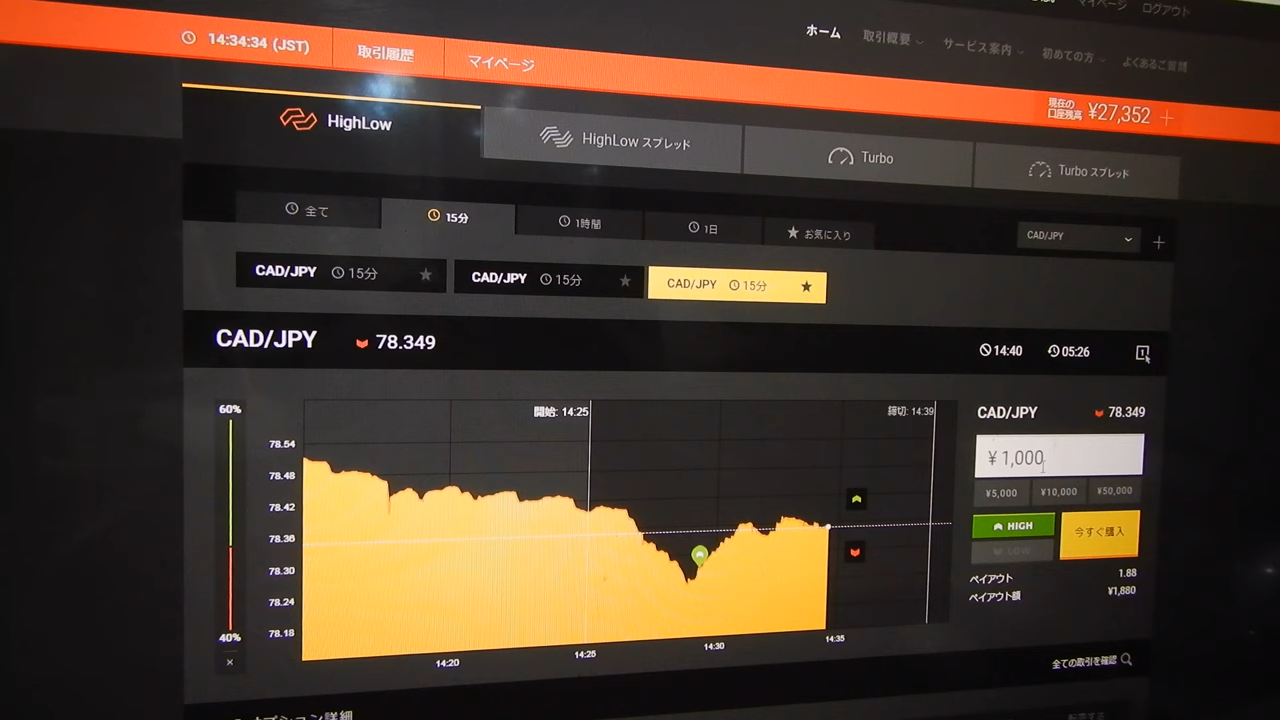 マイページ ログアウト
14:34:34 (JST) 取引履歴 マイページ
ホーム 取引概要 サービス案内 初めての方 よくあるご質問
現在の口座残高 ¥27,352
HighLow
HighLow スプレッド
Turbo
Turbo スプレッド
全て
15分
1時間
1日
お気に入り
CAD/JPY
CAD/JPY 15分
CAD/JPY 15分
CAD/JPY 15分
CAD/JPY 78.349
14:40 05:26
60%
40%
×
開始: 14:25
締切: 14:39
78.54
78.48
78.42
78.36
78.30
78.24
78.18
14:20
14:25
14:30
14:35
CAD/JPY 78.349
¥ 1,000
¥5,000 ¥10,000 ¥50,000
HIGH
LOW
今すぐ購入
ペイアウト 1.88
ペイアウト額 ¥1,880
全ての取引を確認
オプション詳細